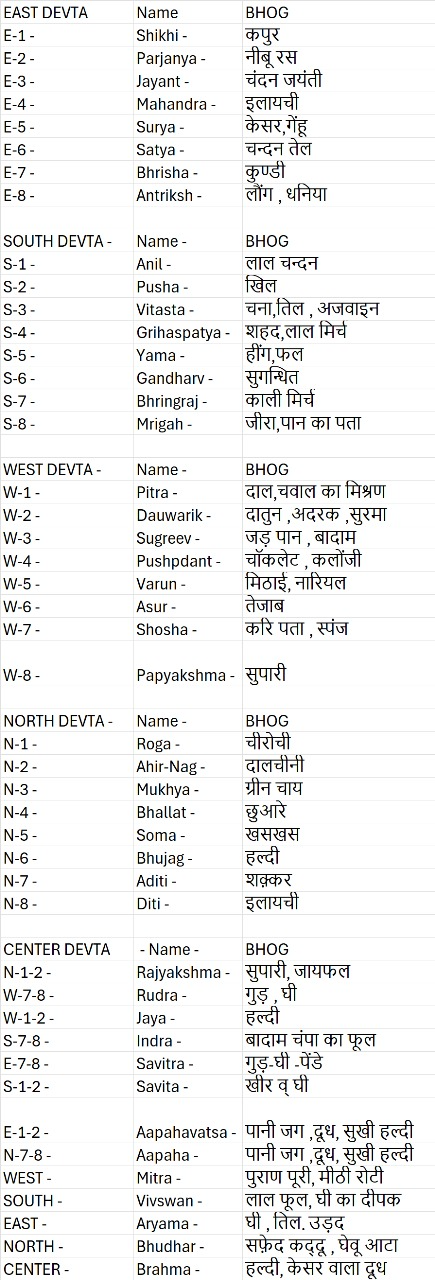 EAST DEVTA Name BHOG
E-1 - Shikhi - कपुर
E-2 - Parjanya - नीबू रस
E-3 - Jayant - चंदन जयंती
E-4 - Mahandra - इलायची
E-5 - Surya - केसर,गेंहू
E-6 - Satya - चन्दन तेल
E-7 - Bhrisha - कुण्डी
E-8 - Antriksh - लौंग , धनिया
SOUTH DEVTA - Name - BHOG
S-1 - Anil - लाल चन्दन
S-2 - Pusha - खिल
S-3 - Vitasta - चना,तिल , अजवाइन
S-4 - Grihaspatya - शहद,लाल मिर्च
S-5 - Yama - हींग,फल
S-6 - Gandharv - सुगन्धित
S-7 - Bhringraj - काली मिर्च
S-8 - Mrigah - जीरा,पान का पता
WEST DEVTA - Name - BHOG
W-1 - Pitra - दाल,चवाल का मिश्रण
W-2 - Dauwarik - दातुन ,अदरक ,सुरमा
W-3 - Sugreev - जड़ पान , बादाम
W-4 - Pushpdant - चॉकलेट , कलोंजी
W-5 - Varun - मिठाई, नारियल
W-6 - Asur - तेजाब
W-7 - Shosha - करि पता , स्पंज
W-8 - Papyakshma - सुपारी
NORTH DEVTA - Name - BHOG
N-1 - Roga - चीरोची
N-2 - Ahir-Nag - दालचीनी
N-3 - Mukhya - ग्रीन चाय
N-4 - Bhallat - छुआरे
N-5 - Soma - खसखस
N-6 - Bhujag - हल्दी
N-7 - Aditi - शक़्कर
N-8 - Diti - इलायची
CENTER DEVTA - Name - BHOG
N-1-2 - Rajyakshma - सुपारी, जायफल
W-7-8 - Rudra - गुड़ , घी
W-1-2 - Jaya - हल्दी
S-7-8 - Indra - बादाम चंपा का फूल
E-7-8 - Savitra - गुड़-घी -पेंडे
S-1-2 - Savita - खीर व् घी
E-1-2 - Aapahavatsa - पानी जग ,दूध, सुखी हल्दी
N-7-8 - Aapaha - पानी जग ,दूध, सुखी हल्दी
WEST - Mitra - पुराण पूरी, मीठी रोटी
SOUTH - Vivswan - लाल फूल, घी का दीपक
EAST - Aryama - घी , तिल. उड़द
NORTH - Bhudhar - सफ़ेद कद्दू , घेवू आटा
CENTER - Brahma - हल्दी, केसर वाला दूध